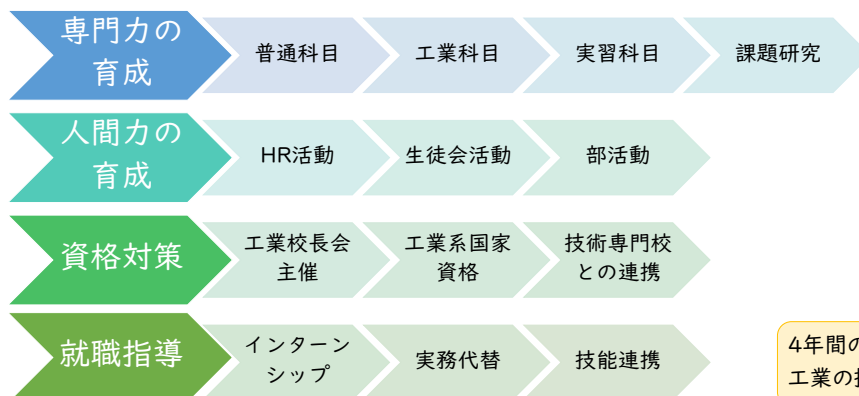 専門力の
育成
普通科目
工業科目
実習科目
課題研究
人間力の
育成
HR活動
生徒会活動
部活動
資格対策
工業校長会
主催
工業系国家
資格
技術専門校
との連携
就職指導
インターン
シップ
実務代替
技能連携
4年間の
工業の